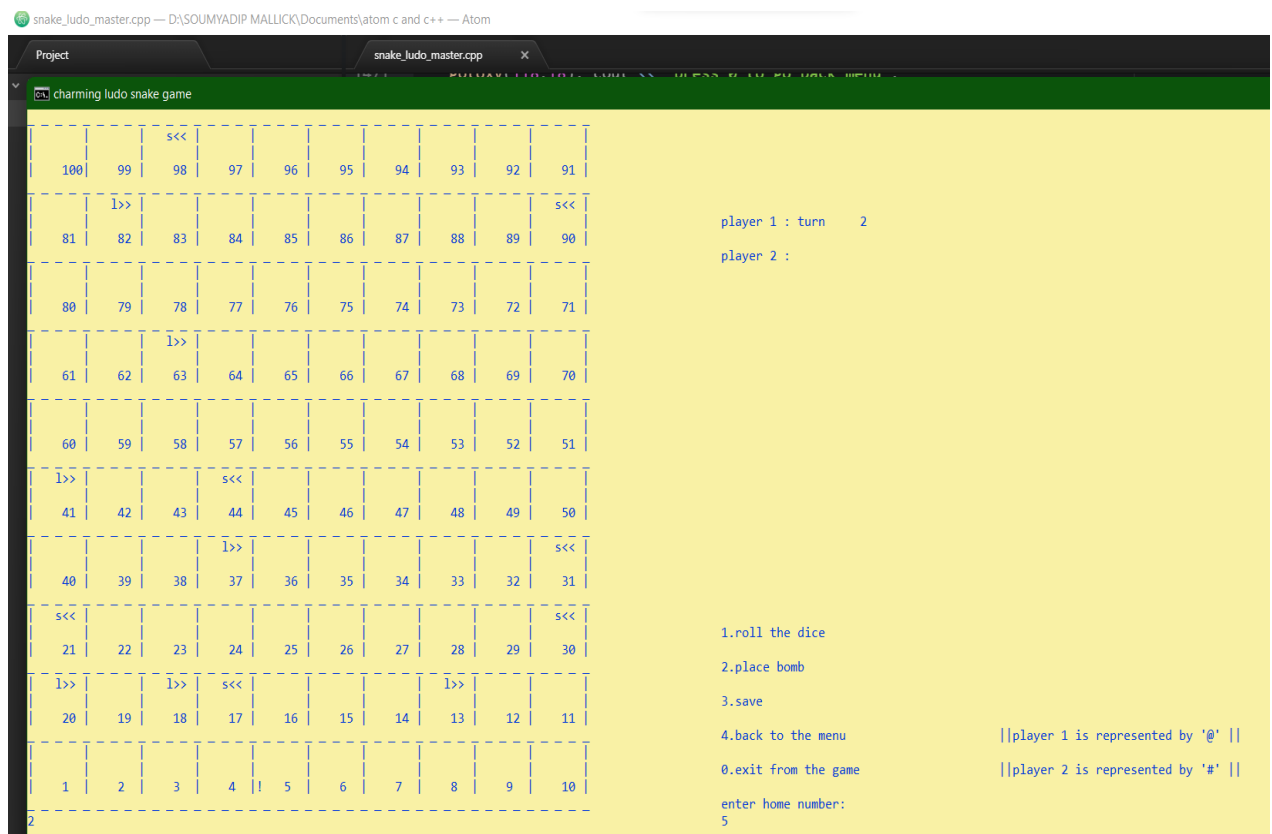 snake_ludo_master.cpp — D:\SOUMYADIP MALLICK\Documents\atom c and c++ — Atom
Project snake_ludo_master.cpp ×
charming ludo snake game
s<<
100| 99 | 98 | 97 | 96 | 95 | 94 | 93 | 92 | 91 |
l>> s<<
81 | 82 | 83 | 84 | 85 | 86 | 87 | 88 | 89 | 90 |
player 1 : turn 2
player 2 :
80 | 79 | 78 | 77 | 76 | 75 | 74 | 73 | 72 | 71 |
l>>
61 | 62 | 63 | 64 | 65 | 66 | 67 | 68 | 69 | 70 |
60 | 59 | 58 | 57 | 56 | 55 | 54 | 53 | 52 | 51 |
l>> s<<
41 | 42 | 43 | 44 | 45 | 46 | 47 | 48 | 49 | 50 |
l>> s<<
40 | 39 | 38 | 37 | 36 | 35 | 34 | 33 | 32 | 31 |
s<< s<<
21 | 22 | 23 | 24 | 25 | 26 | 27 | 28 | 29 | 30 |
l>> l>> s<< l>>
20 | 19 | 18 | 17 | 16 | 15 | 14 | 13 | 12 | 11 |
1 | 2 | 3 | 4 |! 5 | 6 | 7 | 8 | 9 | 10 |
2
1.roll the dice
2.place bomb
3.save
4.back to the menu ||player 1 is represented by '@' ||
0.exit from the game ||player 2 is represented by '#' ||
enter home number:
5